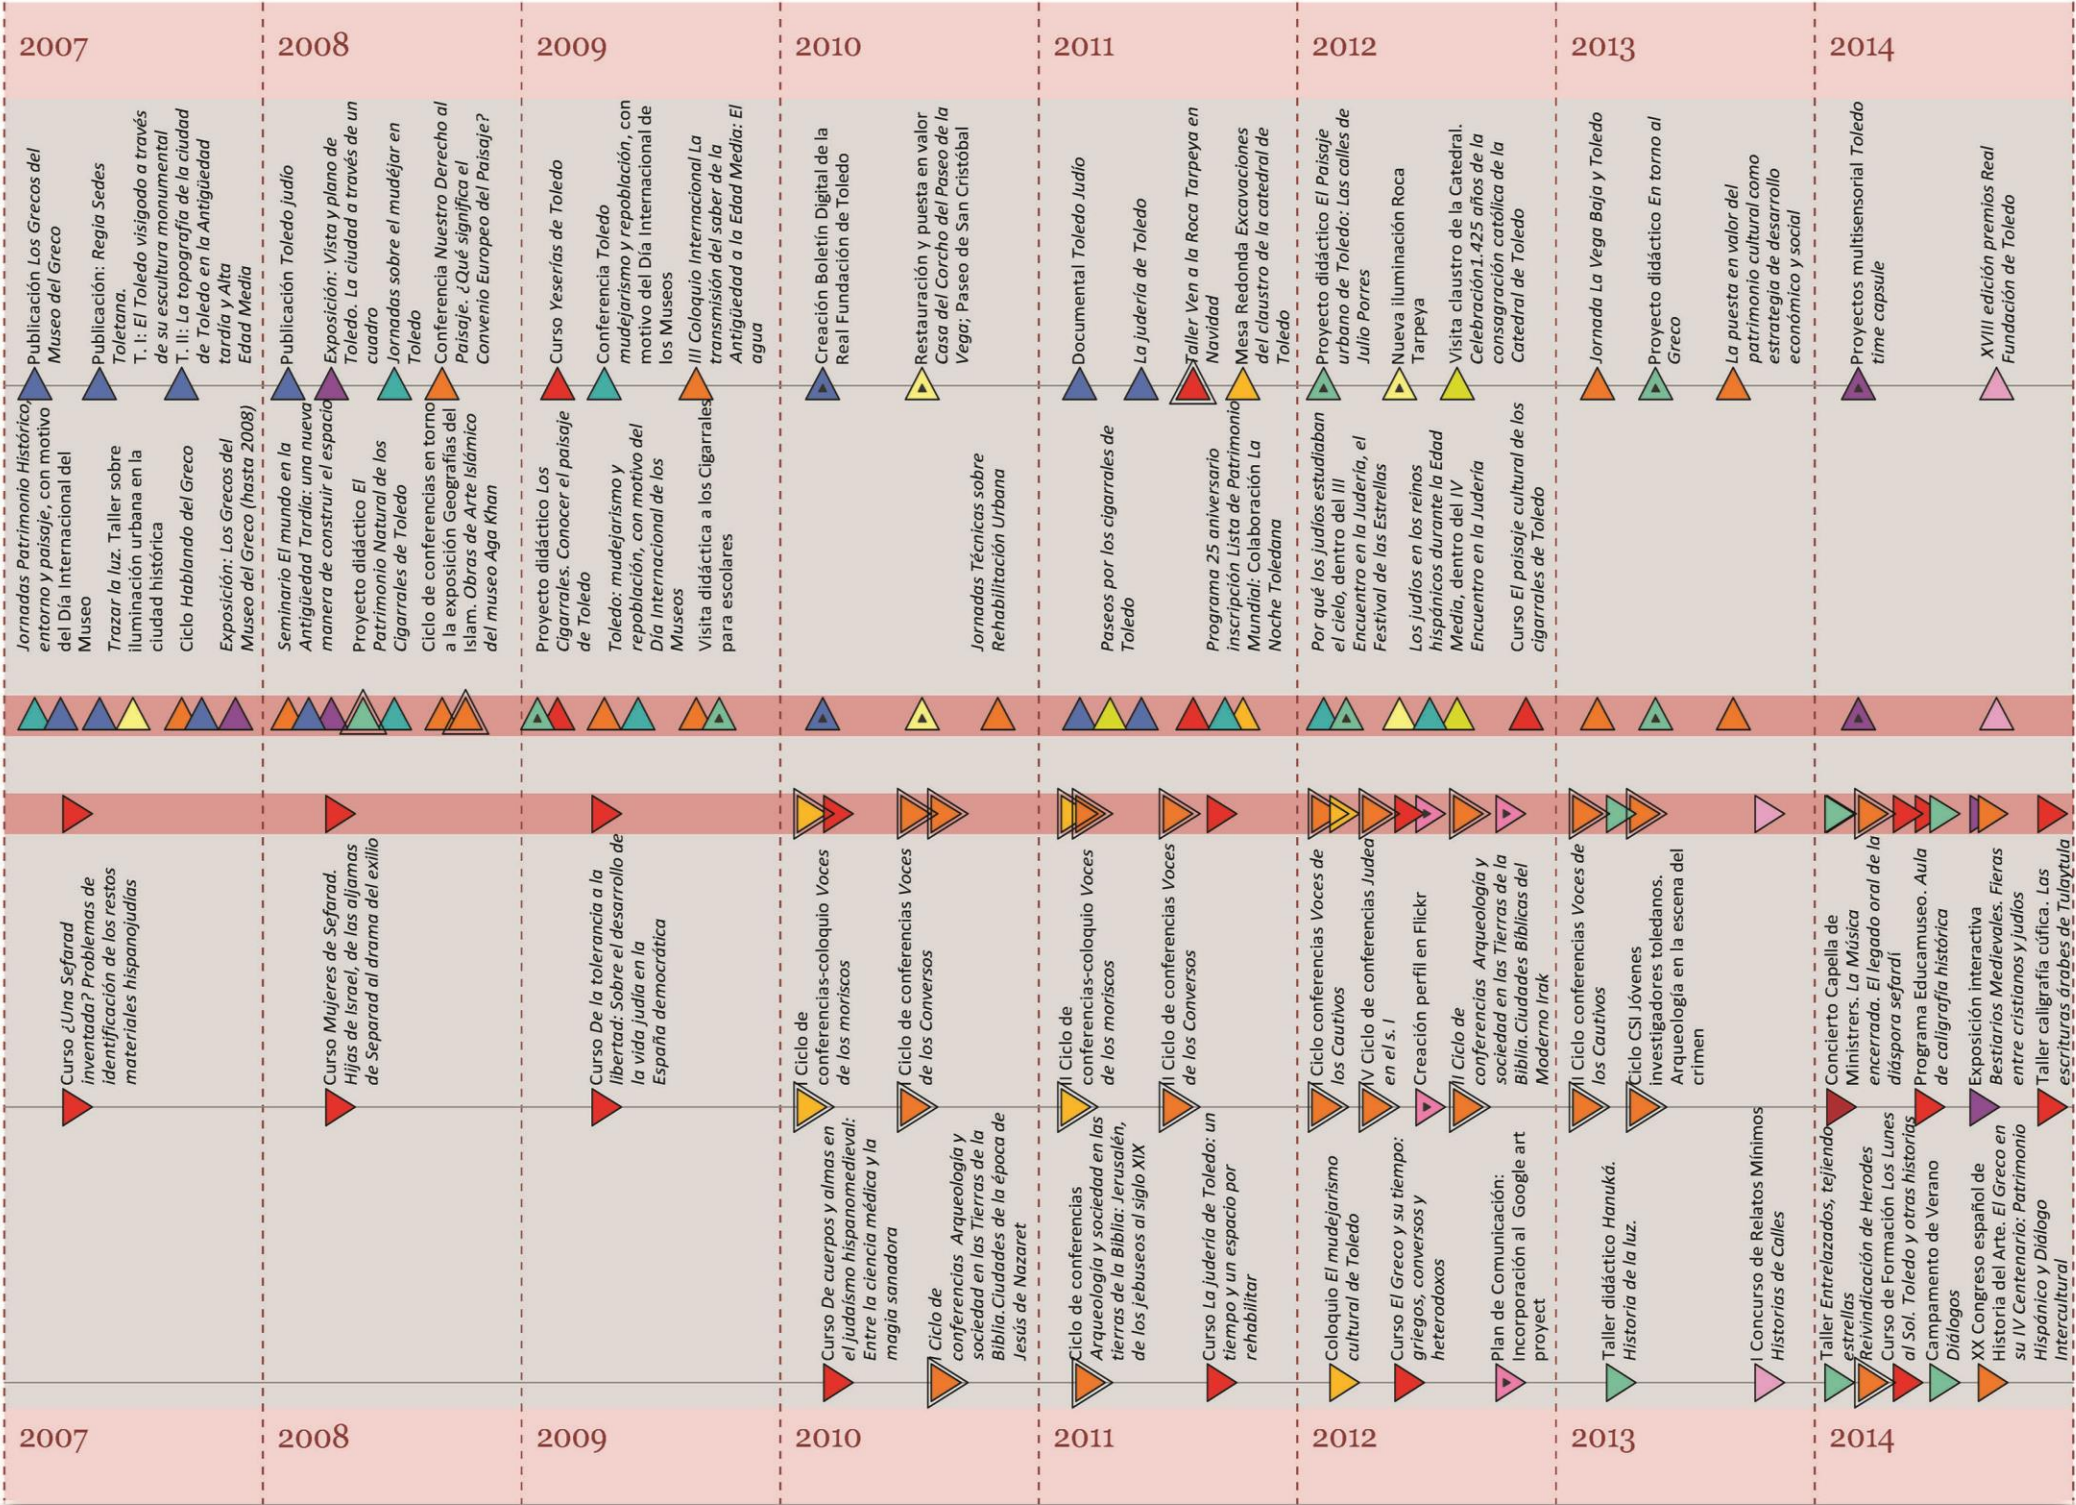 2007
2008
2009
2010
2011
2012
2013
2014
Publicación Los Grecos del
Museo del Greco
Publicación: Regia Sedes
Toletana.
T. I: El Toledo visigodo a través
de su escultura monumental
T. II: La topografía de la ciudad
de Toledo en la Antigüedad
tardía y Alta
Edad Media
Publicación Toledo judío
Exposición: Vista y plano de
Toledo. La ciudad a través de un
cuadro
Jornadas sobre el mudéjar en
Toledo
Conferencia Nuestro Derecho al
Paisaje. ¿Qué significa el
Convenio Europeo del Paisaje?
Curso Yeserías de Toledo
Conferencia Toledo
mudejarismo y repoblación, con
motivo del Día Internacional de
los Museos
III Coloquio Internacional La
transmisión del saber de la
Antigüedad a la Edad Media: El
agua
Creación Boletín Digital de la
Real Fundación de Toledo
Restauración y puesta en valor
Casa del Corcho del Paseo de la
Vega; Paseo de San Cristóbal
Documental Toledo Judío
La judería de Toledo
Taller Ven a la Roca Tarpeya en
Navidad
Mesa Redonda Excavaciones
del claustro de la catedral de
Toledo
Proyecto didáctico El Paisaje
urbano de Toledo: Las calles de
Julio Porres
Nueva iluminación Roca
Tarpeya
Visita claustro de la Catedral.
Celebración1.425 años de la
consagración católica de la
Catedral de Toledo
Jornada La Vega Baja y Toledo
Proyecto didáctico En torno al
Greco
La puesta en valor del
patrimonio cultural como
estrategia de desarrollo
económico y social
Proyectos multisensorial Toledo
time capsule
XVIII edición premios Real
Fundación de Toledo
Jornadas Patrimonio Histórico,
entorno y paisaje, con motivo
del Día Internacional del
Museo
Trazar la luz. Taller sobre
iluminación urbana en la
ciudad histórica
Ciclo Hablando del Greco
Exposición: Los Grecos del
Museo del Greco (hasta 2008)
Seminario El mundo en la
Antigüedad Tardía: una nueva
manera de construir el espacio
Proyecto didáctico El
Patrimonio Natural de los
Cigarrales de Toledo
Ciclo de conferencias en torno
a la exposición Geografías del
Islam. Obras de Arte Islámico
del museo Aga Khan
Proyecto didáctico Los
Cigarrales. Conocer el paisaje
de Toledo
Toledo: mudejarismo y
repoblación, con motivo del
Día Internacional de los
Museos
Visita didáctica a los Cigarrales
para escolares
Jornadas Técnicas sobre
Rehabilitación Urbana
Paseos por los cigarrales de
Toledo
Programa 25 aniversario
inscripción Lista de Patrimonio
Mundial: Colaboración La
Noche Toledana
Por qué los judíos estudiaban
el cielo, dentro del III
Encuentro en la Judería, el
Festival de las Estrellas
Los judíos en los reinos
hispánicos durante la Edad
Media, dentro del IV
Encuentro en la Judería
Curso El paisaje cultural de los
cigarrales de Toledo
Curso ¿Una Sefarad
inventada? Problemas de
identificación de los restos
materiales hispanojudías
Curso Mujeres de Sefarad.
Hijas de Israel, de las aljamas
de Separad al drama del exilio
Curso De la tolerancia a la
libertad: Sobre el desarrollo de
la vida judía en la
España democrática
I Ciclo de
conferencias-coloquio Voces
de los moriscos
I Ciclo de conferencias Voces
de los Conversos
II Ciclo de
conferencias-coloquio Voces
de los moriscos
II Ciclo de conferencias Voces
de los Conversos
I Ciclo conferencias Voces de
los Cautivos
IV Ciclo de conferencias Judea
en el s. I
Creación perfil en Flickr
II Ciclo de
conferencias Arqueología y
sociedad en las Tierras de la
Biblia.Ciudades Bíblicas del
Moderno Irak
II Ciclo conferencias Voces de
los Cautivos
Ciclo CSI Jóvenes
investigadores toledanos.
Arqueología en la escena del
crimen
Concierto Capella de
Ministrers. La Música
encerrada. El legado oral de la
diáspora sefardí
Programa Educamuseo. Aula
de caligrafía histórica
Exposición interactiva
Bestiarios Medievales. Fieras
entre cristianos y judíos
Taller caligrafía cúfica. Las
escrituras árabes de Tulaytula
Curso De cuerpos y almas en
el judaísmo hispanomedieval:
Entre la ciencia médica y la
magia sanadora
I Ciclo de
conferencias Arqueología y
sociedad en las Tierras de la
Biblia.Ciudades de la época de
Jesús de Nazaret
Ciclo de conferencias
Arqueología y sociedad en las
tierras de la Biblia: Jerusalén,
de los jebuseos al siglo XIX
Curso La judería de Toledo: un
tiempo y un espacio por
rehabilitar
Coloquio El mudejarismo
cultural de Toledo
Curso El Greco y su tiempo:
griegos, conversos y
heterodoxos
Plan de Comunicación:
Incorporación al Google art
proyect
Taller didáctico Hanuká.
Historia de la luz.
I Concurso de Relatos Mínimos
Historias de Calles
Taller Entrelazados, tejiendo
estrellas
Reivindicación de Herodes
Curso de Formación Los Lunes
al Sol. Toledo y otras historias
Campamento de Verano
Diálogos
XX Congreso español de
Historia del Arte. El Greco en
su IV Centenario: Patrimonio
Hispánico y Diálogo
Intercultural
2007
2008
2009
2010
2011
2012
2013
2014